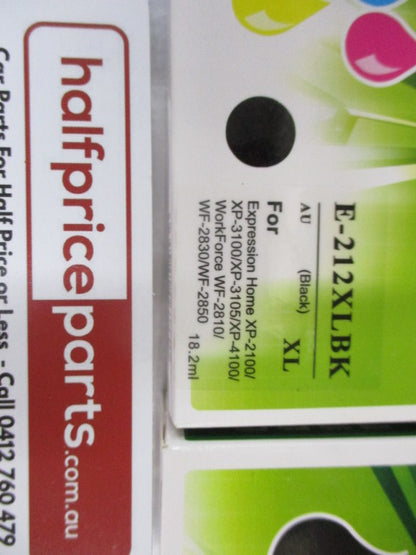 E-212XLBK
AU (Black) XL
For
Expression Home XP-2100/
XP-3100/XP-3105/XP-4100/
WorkForce WF-2810/
WF-2830/WF-2850
18.2ml
halfpriceparts.com.au
Car Parts For Half Price or Less - Call 0412 760 479